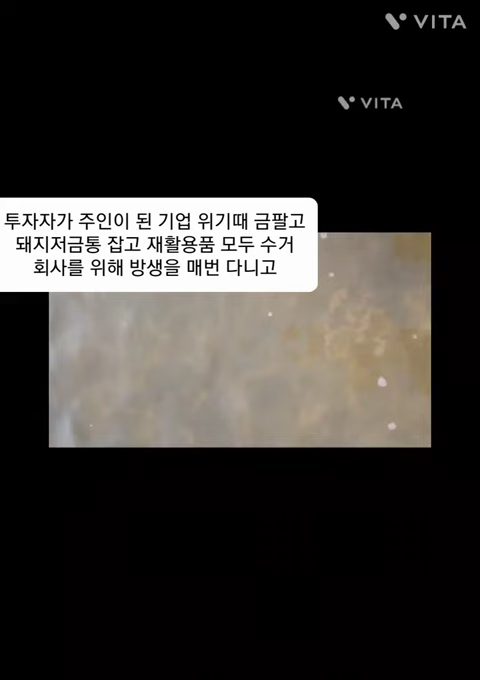 VITA
VITA
투자자가 주인이 된 기업 위기때 금팔고
돼지저금통 잡고 재활용품 모두 수거
회사를 위해 방생을 매번 다니고